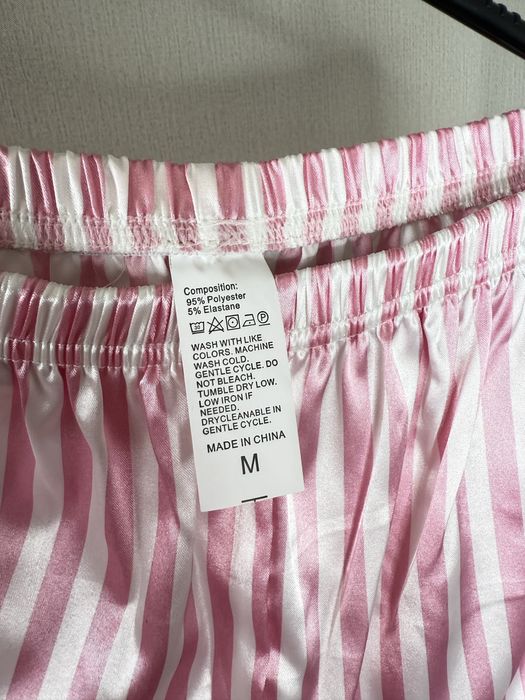 Composition:
95% Polyester
5% Elastane
WASH WITH LIKE
COLORS. MACHINE
WASH COLD.
GENTLE CYCLE. DO
NOT BLEACH.
TUMBLE DRY LOW.
LOW IRON IF
NEEDED.
DRYCLEANABLE IN
GENTLE CYCLE.
MADE IN CHINA
M